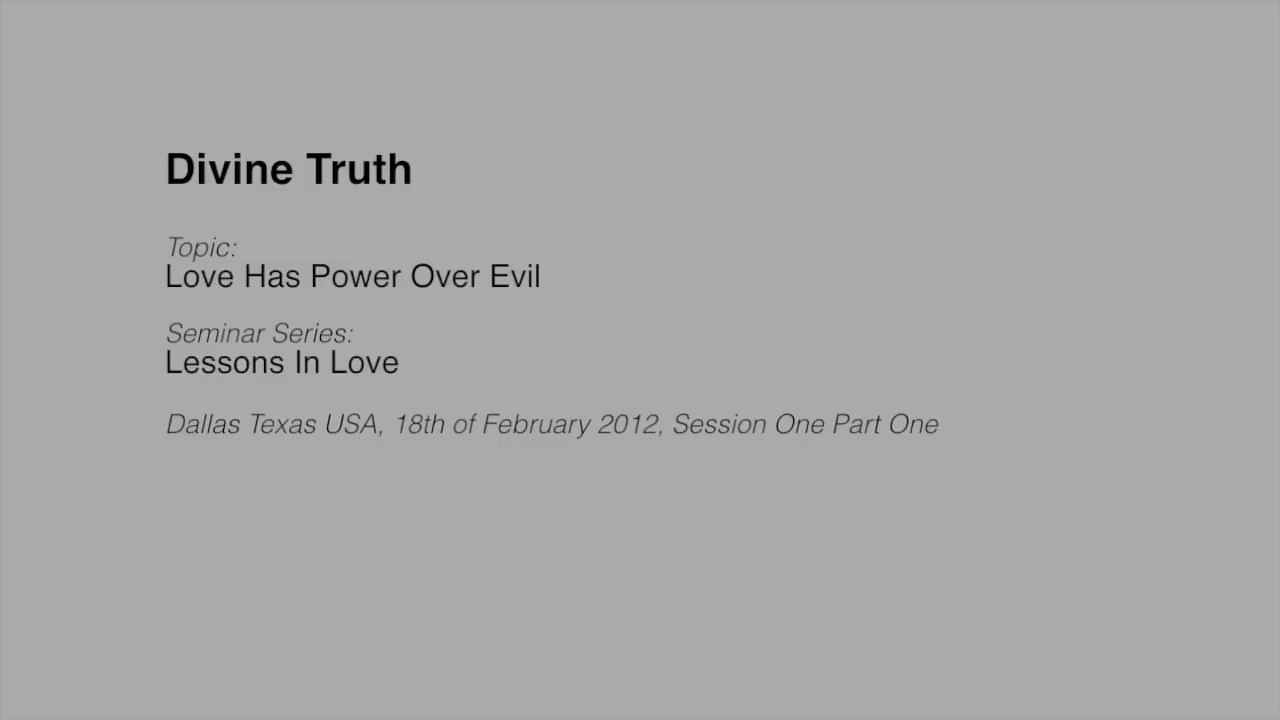 Divine Truth
Topic:
Love Has Power Over Evil
Seminar Series:
Lessons In Love
Dallas Texas USA, 18th of February 2012, Session One Part One